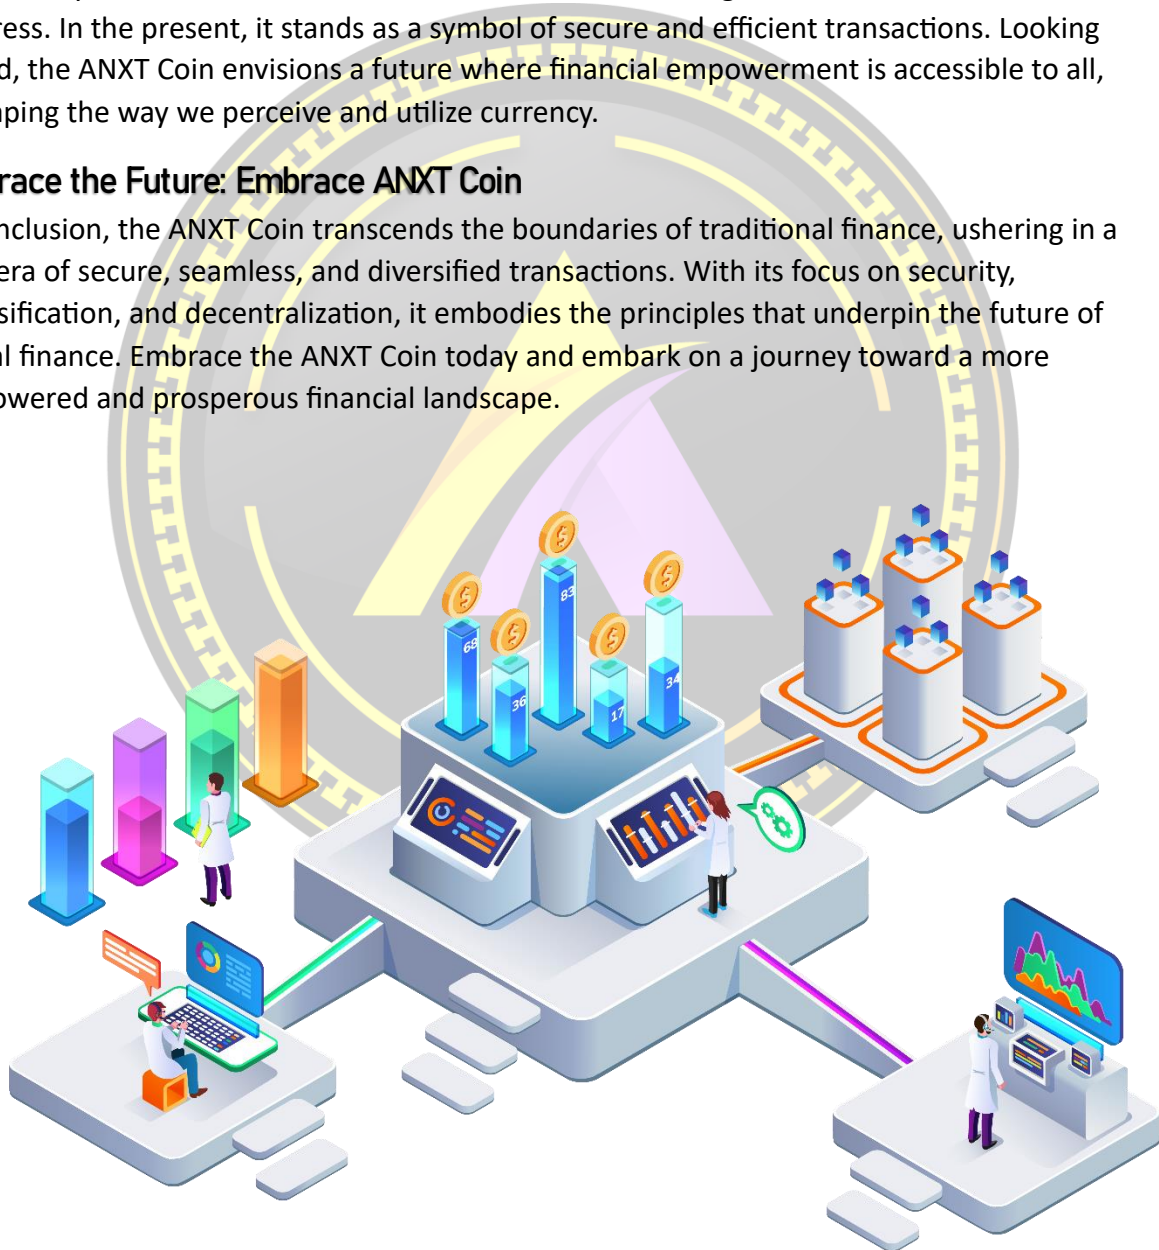 ress. In the present, it stands as a symbol of secure and efficient transactions. Looking
d, the ANXT Coin envisions a future where financial empowerment is accessible to all,
aping the way we perceive and utilize currency.
race the Future: Embrace ANXT Coin
nclusion, the ANXT Coin transcends the boundaries of traditional finance, ushering in a
era of secure, seamless, and diversified transactions. With its focus on security,
sification, and decentralization, it embodies the principles that underpin the future of
al finance. Embrace the ANXT Coin today and embark on a journey toward a more
owered and prosperous financial landscape.
83
68
36
34
17